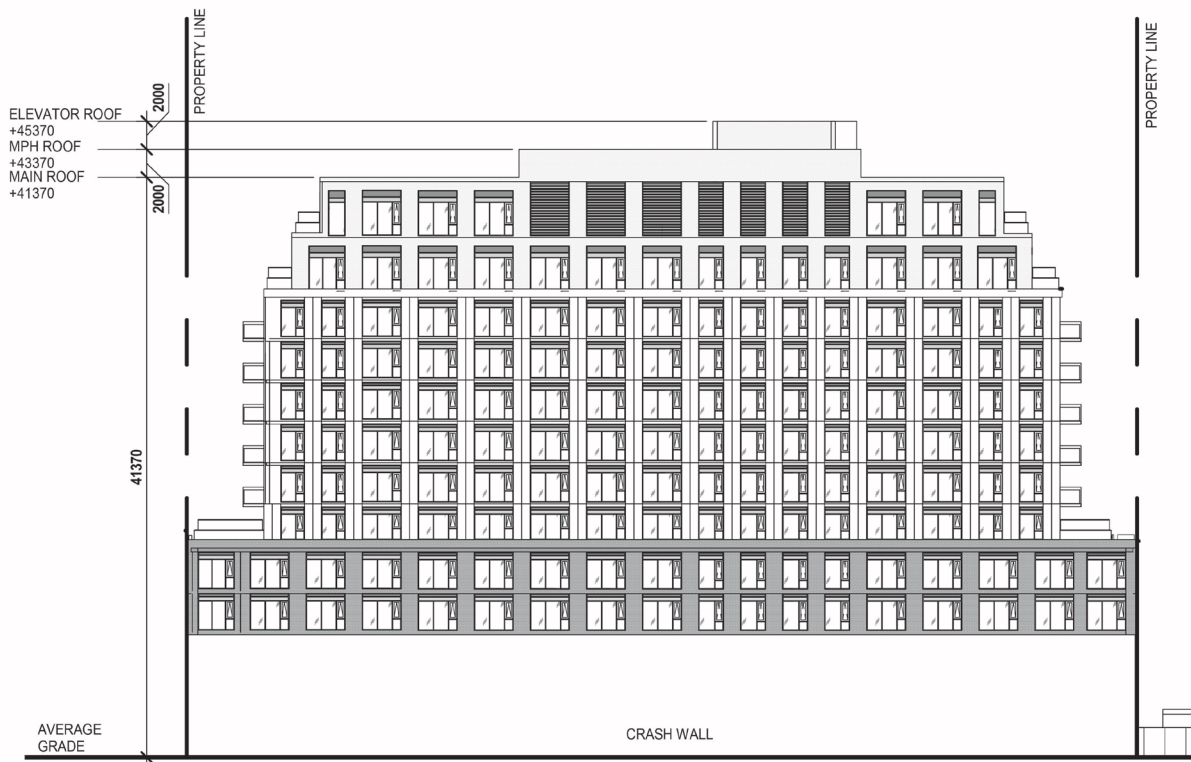 PROPERTY LINE
PROPERTY LINE
2000
ELEVATOR ROOF
+45370
MPH ROOF
+43370
MAIN ROOF
+41370
2000
41370
AVERAGE
GRADE
CRASH WALL